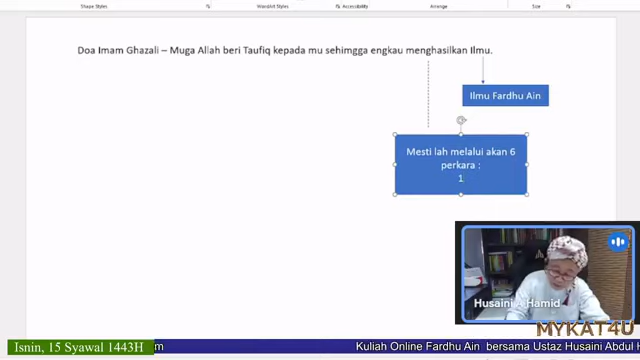 Shape Styles
WordArt Styles
Accessibility
Arrange
Size
Doa Imam Ghazali – Muga Allah beri Taufiq kepada mu sehimgga engkau menghasilkan Ilmu.
Ilmu Fardhu Ain
Mesti lah melalui akan 6
perkara :
1
Husaini
Hamid
MYKAT4U
Isnin, 15 Syawal 1443H
m
Kuliah Online Fardhu Ain bersama Ustaz Husaini Abdul H